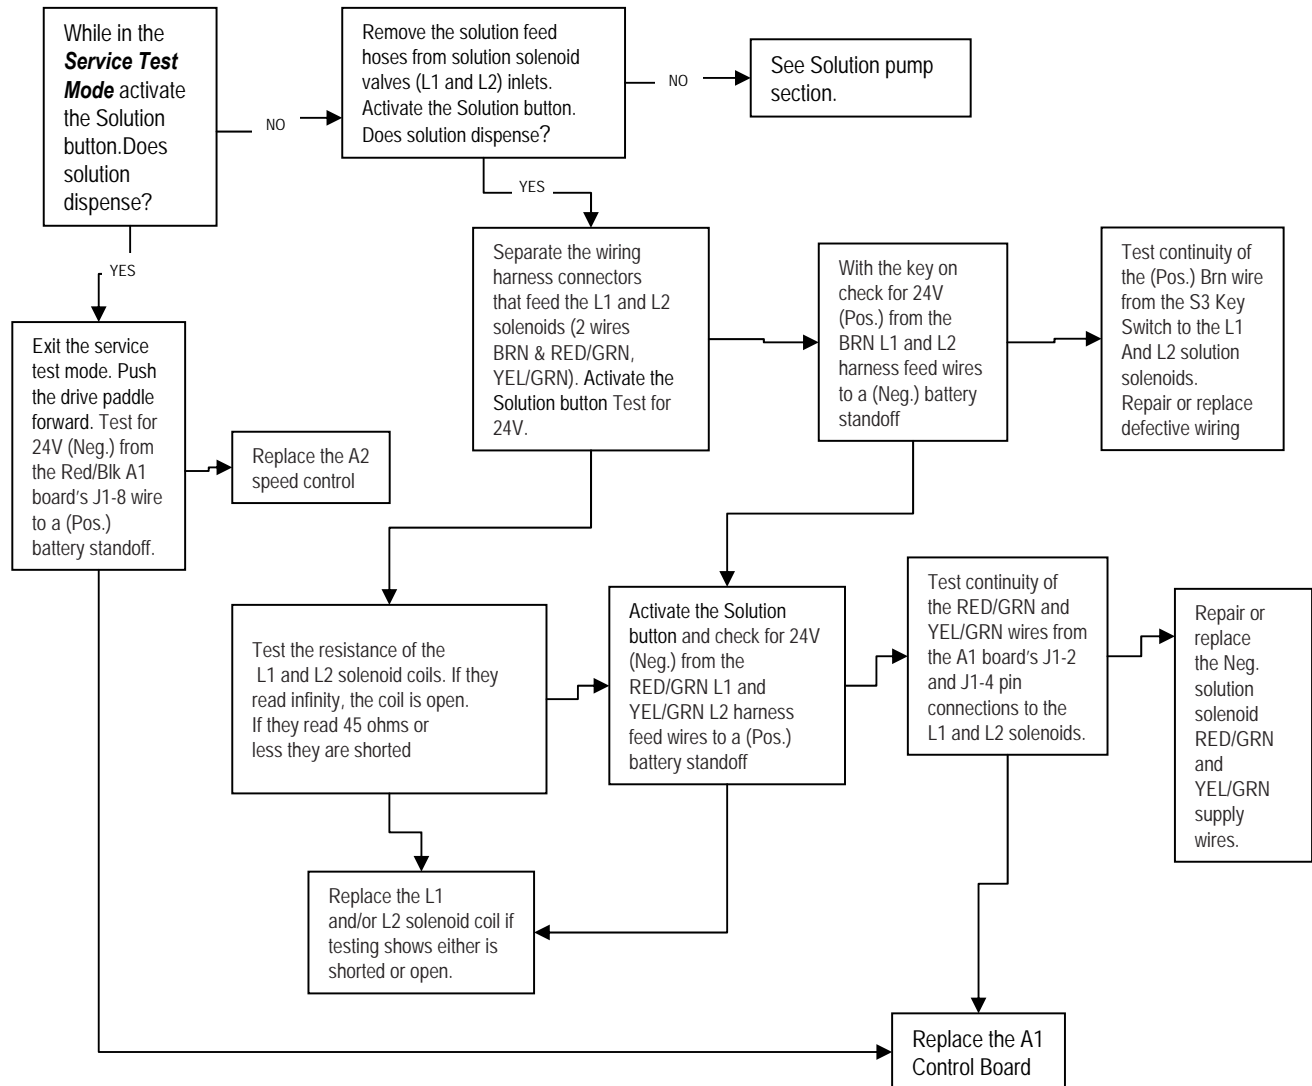 While in the
Service Test
Mode activate
the Solution
button.Does
solution
dispense?
NO
Remove the solution feed
hoses from solution solenoid
valves (L1 and L2) inlets.
Activate the Solution button.
Does solution dispense?
NO
See Solution pump
section.
YES
YES
Separate the wiring
harness connectors
that feed the L1 and L2
solenoids (2 wires
BRN & RED/GRN,
YEL/GRN). Activate the
Solution button Test for
24V.
With the key on
check for 24V
(Pos.) from the
BRN L1 and L2
harness feed wires
to a (Neg.) battery
standoff
Test continuity of
the (Pos.) Brn wire
from the S3 Key
Switch to the L1
And L2 solution
solenoids.
Repair or replace
defective wiring
Exit the service
test mode. Push
the drive paddle
forward. Test for
24V (Neg.) from
the Red/Blk A1
board's J1-8 wire
to a (Pos.)
battery standoff.
Replace the A2
speed control
Test the resistance of the
L1 and L2 solenoid coils. If they
read infinity, the coil is open.
If they read 45 ohms or
less they are shorted
Activate the Solution
button and check for 24V
(Neg.) from the
RED/GRN L1 and
YEL/GRN L2 harness
feed wires to a (Pos.)
battery standoff
Test continuity of
the RED/GRN and
YEL/GRN wires from
the A1 board's J1-2
and J1-4 pin
connections to the
L1 and L2 solenoids.
Repair or
replace
the Neg.
solution
solenoid
RED/GRN
and
YEL/GRN
supply
wires.
Replace the L1
and/or L2 solenoid coil if
testing shows either is
shorted or open.
Replace the A1
Control Board